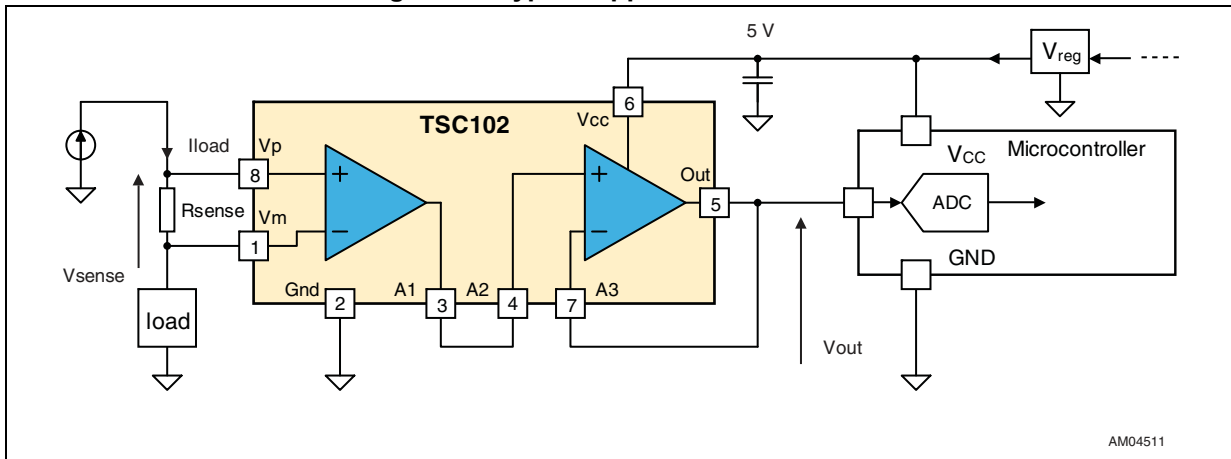 5 V
Vreg
TSC102
6
Vcc
Iload
Vp
8
Rsense
Vm
1
Vsense
load
Gnd
2
A1
3
A2
4
7
A3
Out
5
+
−
+
−
VCC
Microcontroller
ADC
GND
Vout
AM04511